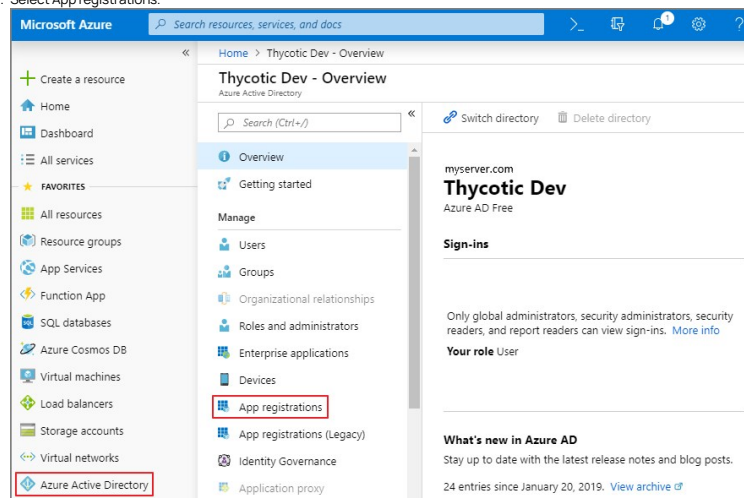 . Select App registrations.
Microsoft Azure
Search resources, services, and docs
1
?
«
Create a resource
Home
Dashboard
All services
FAVORITES
All resources
Resource groups
App Services
Function App
SQL databases
Azure Cosmos DB
Virtual machines
Load balancers
Storage accounts
Virtual networks
Azure Active Directory
Home > Thycotic Dev - Overview
Thycotic Dev - Overview
Azure Active Directory
Search (Ctrl+/)
«
Overview
Getting started
Manage
Users
Groups
Organizational relationships
Roles and administrators
Enterprise applications
Devices
App registrations
App registrations (Legacy)
Identity Governance
Application proxy
Switch directory
Delete directory
myserver.com
Thycotic Dev
Azure AD Free
Sign-ins
Only global administrators, security administrators, security
readers, and report readers can view sign-ins. More info
Your role User
What's new in Azure AD
Stay up to date with the latest release notes and blog posts.
24 entries since January 20, 2019. View archive